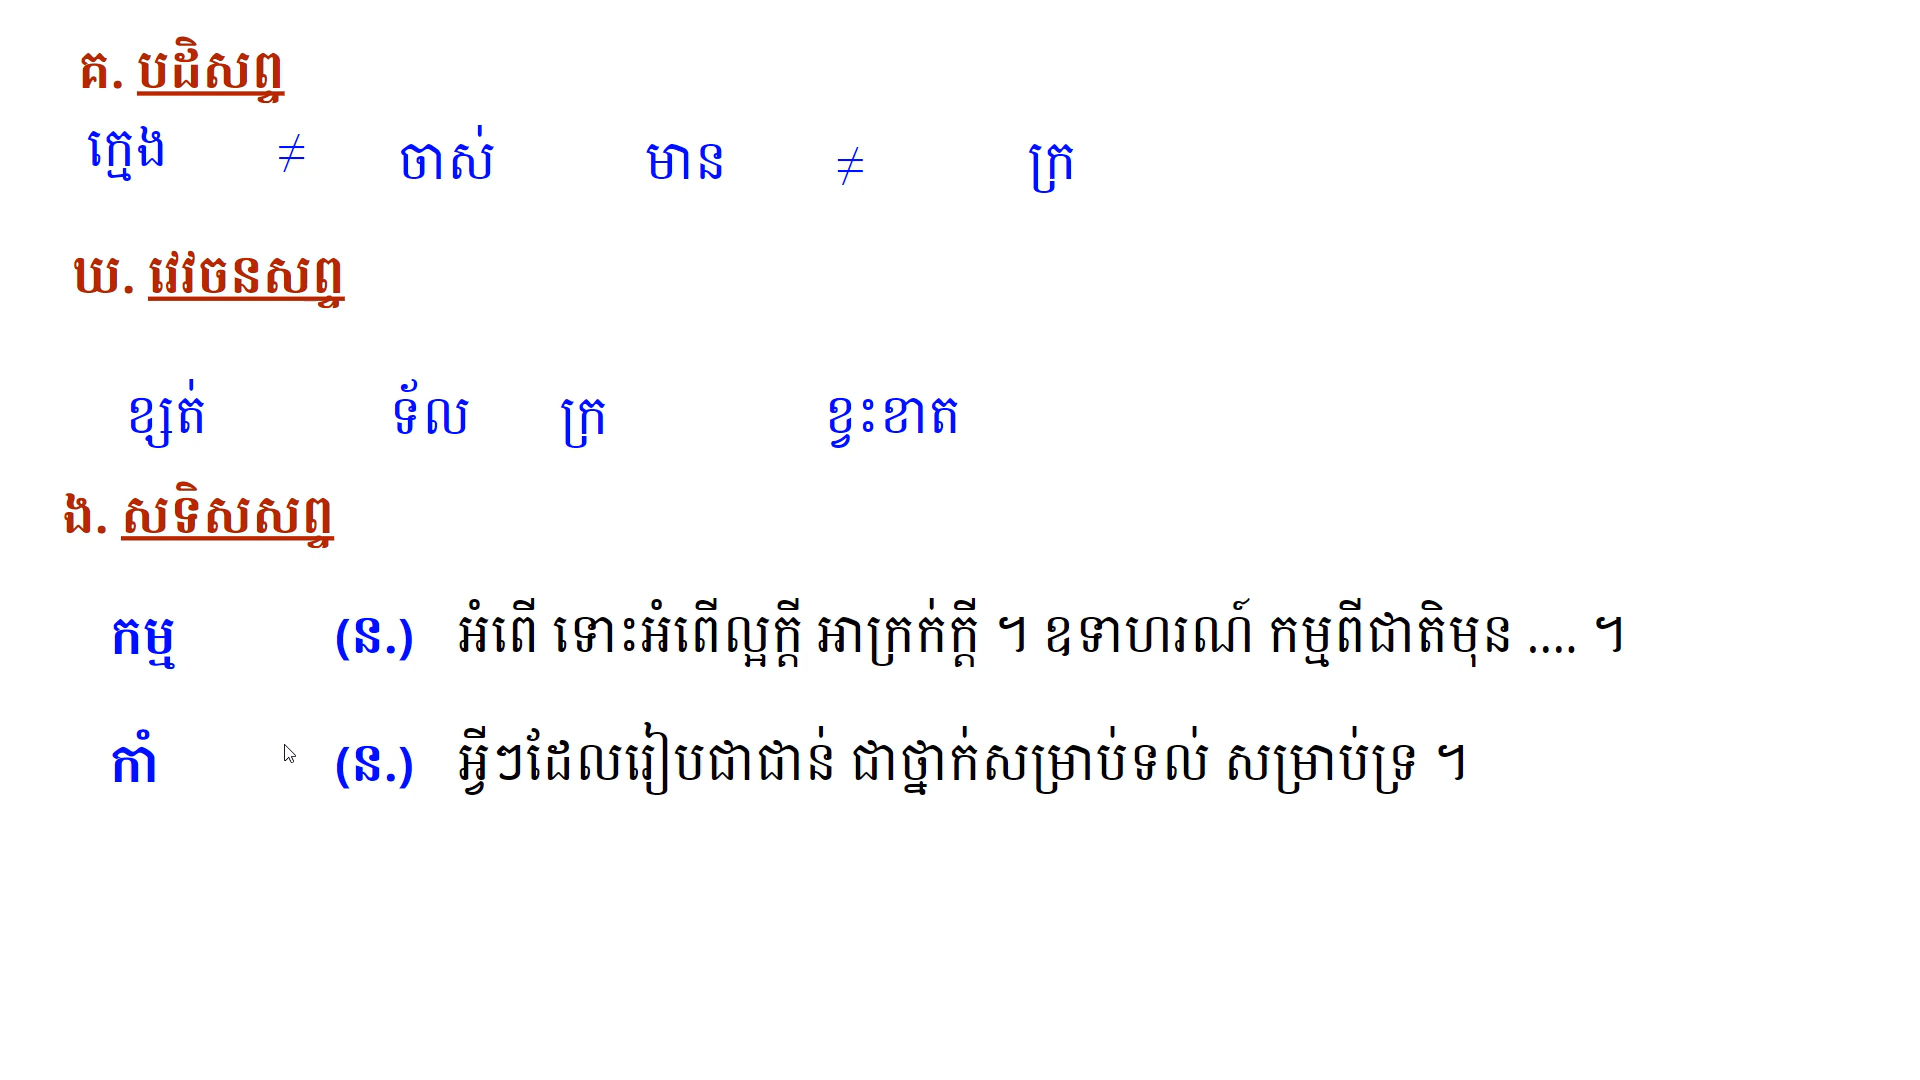 គ. បដិសព្ទ
ក្មេង ≠ ចាស់ មាន ≠ ក្រ
ឃ. វេវចនសព្ទ
ខ្សត់ ទ័ល ក្រ ខ្វះខាត
ង. សទិសសព្ទ
កម្ម (ន.) អំពើ ទោះអំពើល្អក្ដី អាក្រក់ក្ដី ។ ឧទាហរណ៍ កម្មពីជាតិមុន .... ។
កាំ (ន.) អ្វីៗដែលរៀបជាជាន់ ជាថ្នាក់សម្រាប់ទល់ សម្រាប់ទ្រ ។